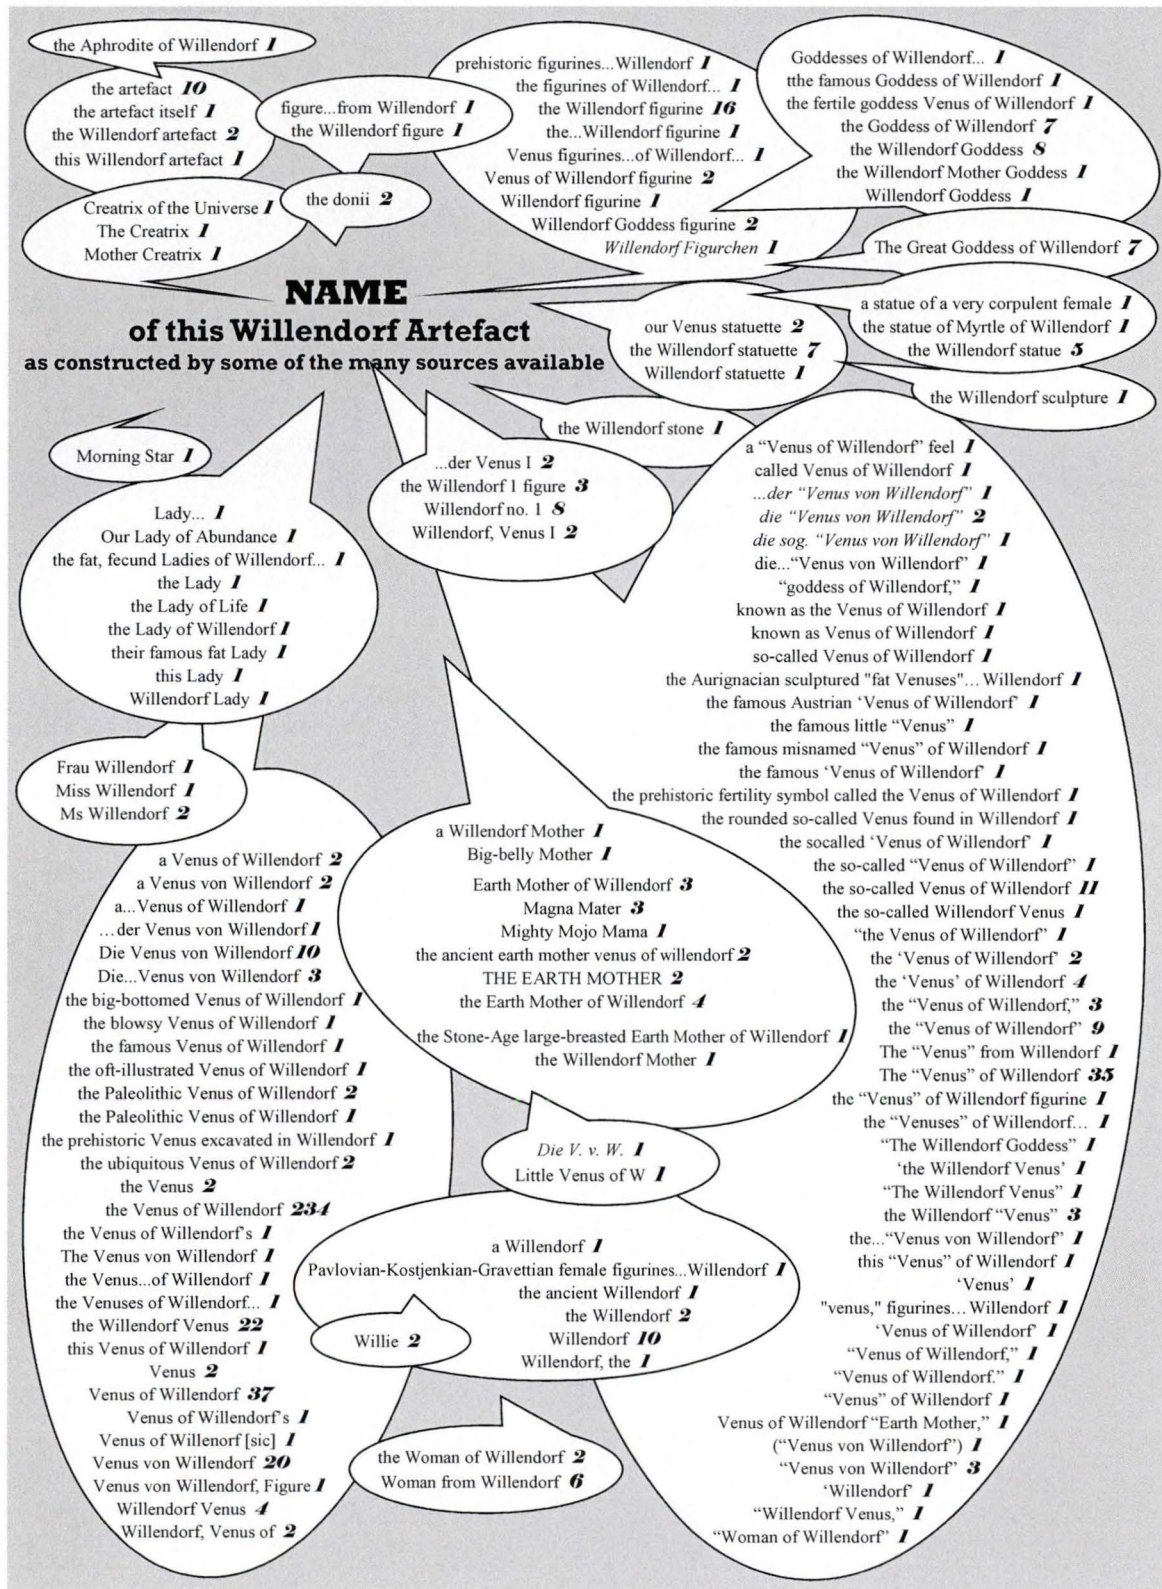 the Aphrodite of Willendorf 1
the artefact 10
the artefact itself 1
the Willendorf artefact 2
this Willendorf artefact 1
figure...from Willendorf 1
the Willendorf figure 1
the donii 2
Creatrix of the Universe 1
The Creatrix 1
Mother Creatrix 1
prehistoric figurines...Willendorf 1
the figurines of Willendorf... 1
the Willendorf figurine 16
the...Willendorf figurine 1
Venus figurines...of Willendorf... 1
Venus of Willendorf figurine 2
Willendorf figurine 1
Willendorf Goddess figurine 2
Willendorf Figurchen 1
Goddesses of Willendorf... 1
tthe famous Goddess of Willendorf 1
the fertile goddess Venus of Willendorf 1
the Goddess of Willendorf 7
the Willendorf Goddess 8
the Willendorf Mother Goddess 1
Willendorf Goddess 1
The Great Goddess of Willendorf 7
NAME
of this Willendorf Artefact
as constructed by some of the many sources available
our Venus statuette 2
the Willendorf statuette 7
Willendorf statuette 1
a statue of a very corpulent female 1
the statue of Myrtle of Willendorf 1
the Willendorf statue 5
the Willendorf sculpture 1
the Willendorf stone 1
Morning Star 1
Lady... 1
Our Lady of Abundance 1
the fat, fecund Ladies of Willendorf... 1
the Lady 1
the Lady of Life 1
the Lady of Willendorf 1
their famous fat Lady 1
this Lady 1
Willendorf Lady 1
...der Venus I 2
the Willendorf 1 figure 3
Willendorf no. 1 8
Willendorf, Venus I 2
Frau Willendorf 1
Miss Willendorf 1
Ms Willendorf 2
a Venus of Willendorf 2
a Venus von Willendorf 2
a...Venus of Willendorf 1
...der Venus von Willendorf 1
Die Venus von Willendorf 10
Die...Venus von Willendorf 3
the big-bottomed Venus of Willendorf 1
the blowsy Venus of Willendorf 1
the famous Venus of Willendorf 1
the oft-illustrated Venus of Willendorf 1
the Paleolithic Venus of Willendorf 2
the Paleolithic Venus of Willendorf 1
the prehistoric Venus excavated in Willendorf 1
the ubiquitous Venus of Willendorf 2
the Venus 2
the Venus of Willendorf 234
the Venus of Willendorf's 1
The Venus von Willendorf 1
the Venus...of Willendorf 1
the Venuses of Willendorf... 1
the Willendorf Venus 22
this Venus of Willendorf 1
Venus 2
Venus of Willendorf 37
Venus of Willendorf's 1
Venus of Willenorf [sic] 1
Venus von Willendorf 20
Venus von Willendorf, Figure 1
Willendorf Venus 4
Willendorf, Venus of 2
a Willendorf Mother 1
Big-belly Mother 1
Earth Mother of Willendorf 3
Magna Mater 3
Mighty Mojo Mama 1
the ancient earth mother venus of willendorf 2
THE EARTH MOTHER 2
the Earth Mother of Willendorf 4
the Stone-Age large-breasted Earth Mother of Willendorf 1
the Willendorf Mother 1
Die V. v. W. 1
Little Venus of W 1
a Willendorf 1
Pavlovian-Kostjenkian-Gravettian female figurines...Willendorf 1
the ancient Willendorf 1
the Willendorf 2
Willendorf 10
Willendorf, the 1
Willie 2
the Woman of Willendorf 2
Woman from Willendorf 6
a “Venus of Willendorf” feel 1
called Venus of Willendorf 1
...der “Venus von Willendorf” 1
die “Venus von Willendorf” 2
die sog. “Venus von Willendorf” 1
die...“Venus von Willendorf” 1
“goddess of Willendorf,” 1
known as the Venus of Willendorf 1
known as Venus of Willendorf 1
so-called Venus of Willendorf 1
the Aurignacian sculptured "fat Venuses"... Willendorf 1
the famous Austrian ‘Venus of Willendorf’ 1
the famous little “Venus” 1
the famous misnamed “Venus” of Willendorf 1
the famous ‘Venus of Willendorf’ 1
the prehistoric fertility symbol called the Venus of Willendorf 1
the rounded so-called Venus found in Willendorf 1
the socalled ‘Venus of Willendorf’ 1
the so-called “Venus of Willendorf” 1
the so-called Venus of Willendorf 11
the so-called Willendorf Venus 1
“the Venus of Willendorf” 1
the ‘Venus of Willendorf’ 2
the ‘Venus’ of Willendorf 4
the “Venus of Willendorf,” 3
the “Venus of Willendorf” 9
The “Venus” from Willendorf 1
The “Venus” of Willendorf 35
the “Venus” of Willendorf figurine 1
the “Venuses” of Willendorf... 1
“The Willendorf Goddess” 1
‘the Willendorf Venus’ 1
“The Willendorf Venus” 1
the Willendorf “Venus” 3
the...“Venus von Willendorf” 1
this “Venus” of Willendorf 1
‘Venus’ 1
"venus," figurines... Willendorf 1
‘Venus of Willendorf’ 1
“Venus of Willendorf,” 1
“Venus of Willendorf.” 1
“Venus” of Willendorf 1
Venus of Willendorf “Earth Mother,” 1
(“Venus von Willendorf”) 1
“Venus von Willendorf” 3
‘Willendorf’ 1
“Willendorf Venus,” 1
“Woman of Willendorf” 1